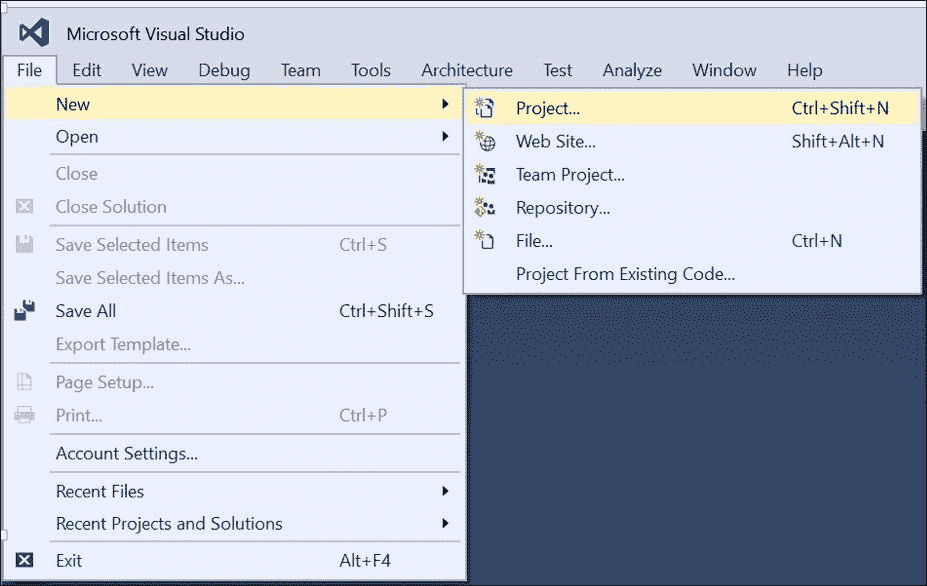 Microsoft Visual Studio
File Edit View Debug Team Tools Architecture Test Analyze Window Help
New
Open
Close
Close Solution
Save Selected Items Ctrl+S
Save Selected Items As...
Save All Ctrl+Shift+S
Export Template...
Page Setup...
Print... Ctrl+P
Account Settings...
Recent Files
Recent Projects and Solutions
Exit Alt+F4
Project... Ctrl+Shift+N
Web Site... Shift+Alt+N
Team Project...
Repository...
File... Ctrl+N
Project From Existing Code...